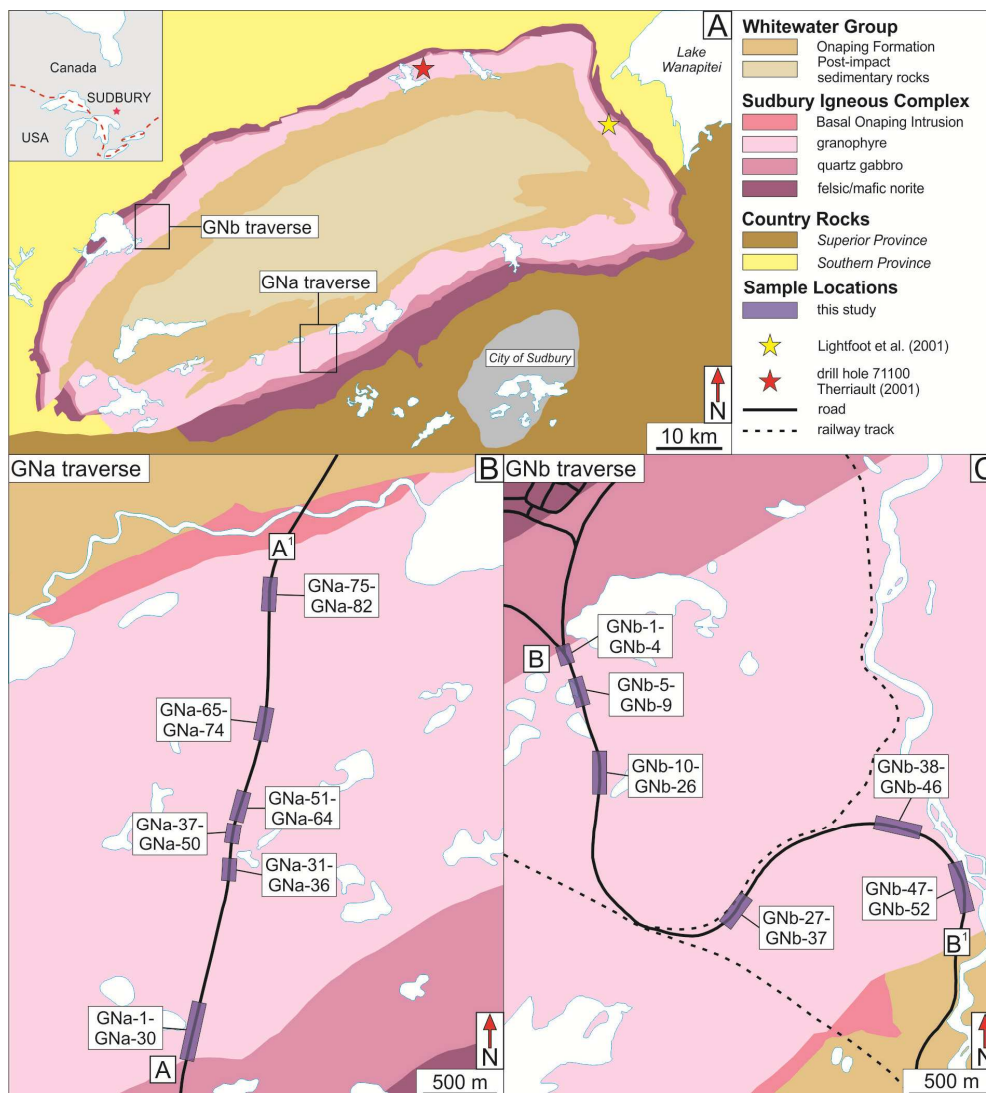 A
Canada
SUDBURY
USA
Lake
Wanapitei
GNb traverse
GNa traverse
City of Sudbury
N
10 km
Whitewater Group
Onaping Formation
Post-impact
sedimentary rocks
Sudbury Igneous Complex
Basal Onaping Intrusion
granophyre
quartz gabbro
felsic/mafic norite
Country Rocks
Superior Province
Southern Province
Sample Locations
this study
Lightfoot et al. (2001)
drill hole 71100
Therriault (2001)
road
railway track
GNa traverse
B
A1
GNa-75-
GNa-82
GNa-65-
GNa-74
GNa-51-
GNa-64
GNa-37-
GNa-50
GNa-31-
GNa-36
GNa-1-
GNa-30
A
N
500 m
GNb traverse
C
GNb-1-
GNb-4
B
GNb-5-
GNb-9
GNb-10-
GNb-26
GNb-38-
GNb-46
GNb-47-
GNb-52
GNb-27-
GNb-37
B1
N
500 m